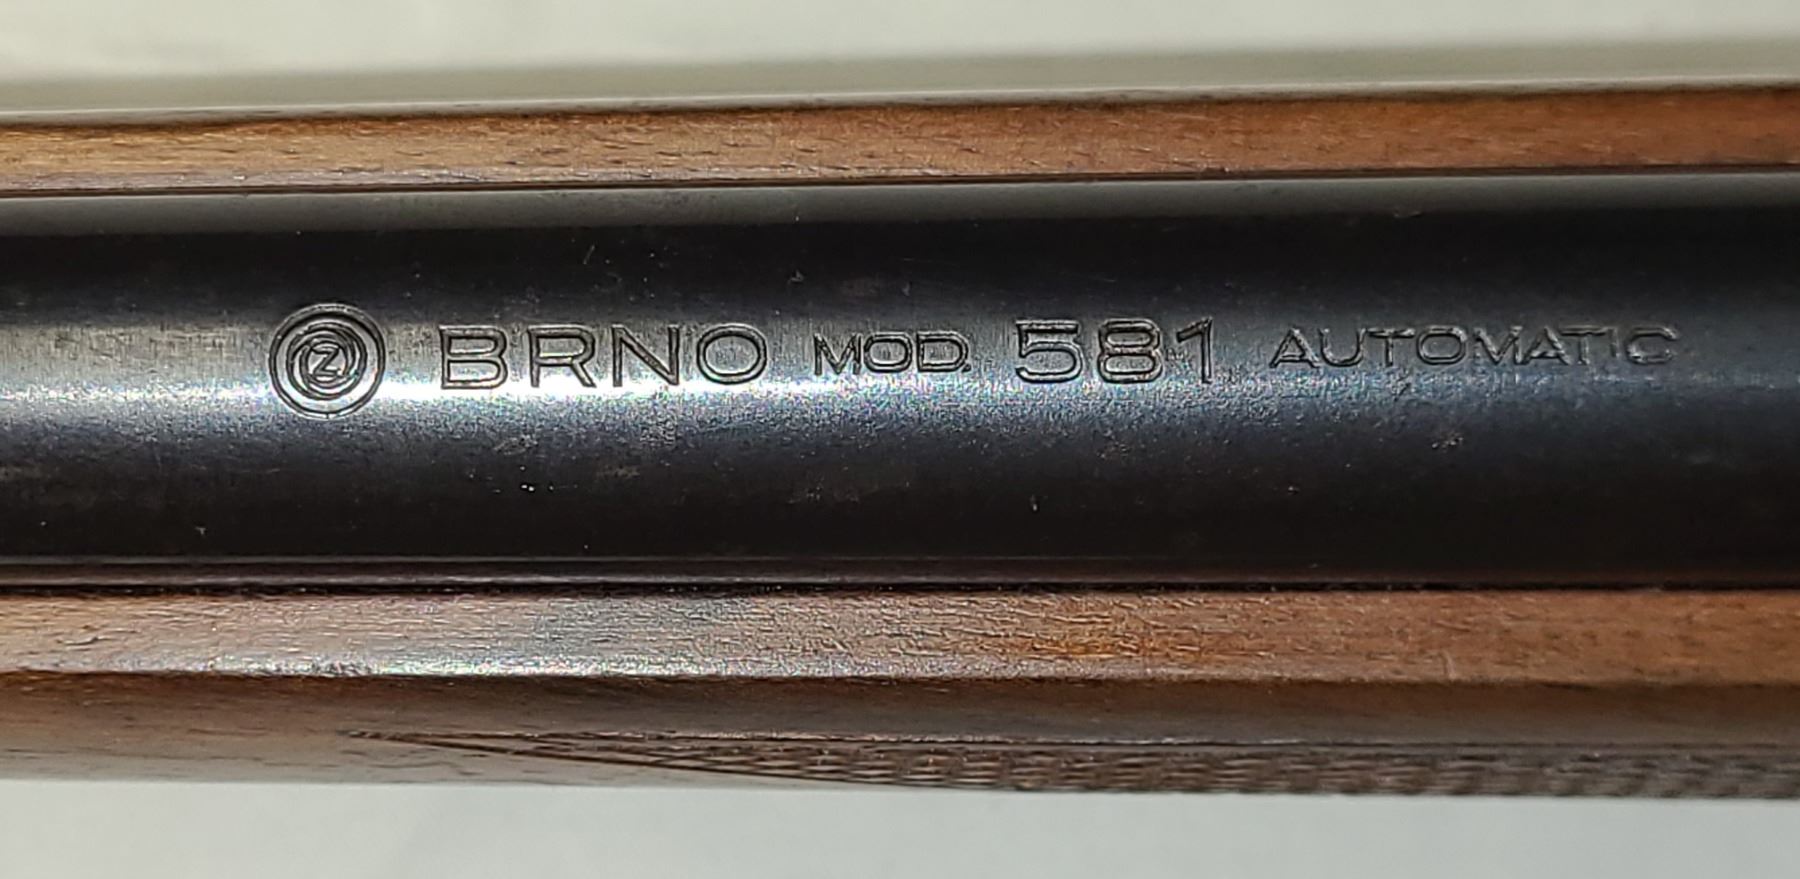 Z BRNO MOD. 581 AUTOMATIC